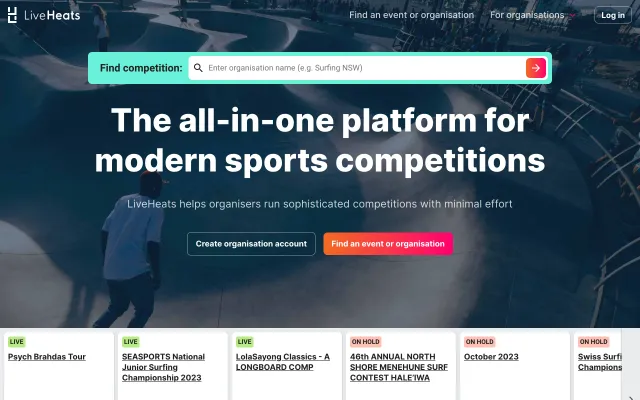 LiveHeats
Find an event or organisation
For organisations
Log in
Find competition:
Enter organisation name (e.g. Surfing NSW)
The all-in-one platform for
modern sports competitions
LiveHeats helps organisers run sophisticated competitions with minimal effort
Create organisation account
Find an event or organisation
LIVE
Psych Brahdas Tour
LIVE
SEASPORTS National
Junior Surfing
Championship 2023
LIVE
LolaSayong Classics - A
LONGBOARD COMP
ON HOLD
46th ANNUAL NORTH
SHORE MENEHUNE SURF
CONTEST HALE'IWA
ON HOLD
October 2023
ON HOLD
Swiss Surfi
Champions